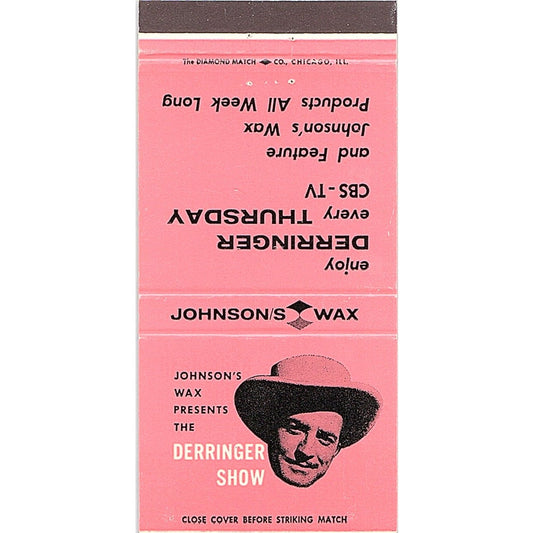 The DIAMOND MATCH CO., CHICAGO, ILL.
enjoy
DERRINGER
every THURSDAY
CBS-TV
and Feature
Johnson's Wax
Products All Week Long
JOHNSON'S WAX
JOHNSON'S
WAX
PRESENTS
THE
DERRINGER
SHOW
CLOSE COVER BEFORE STRIKING MATCH